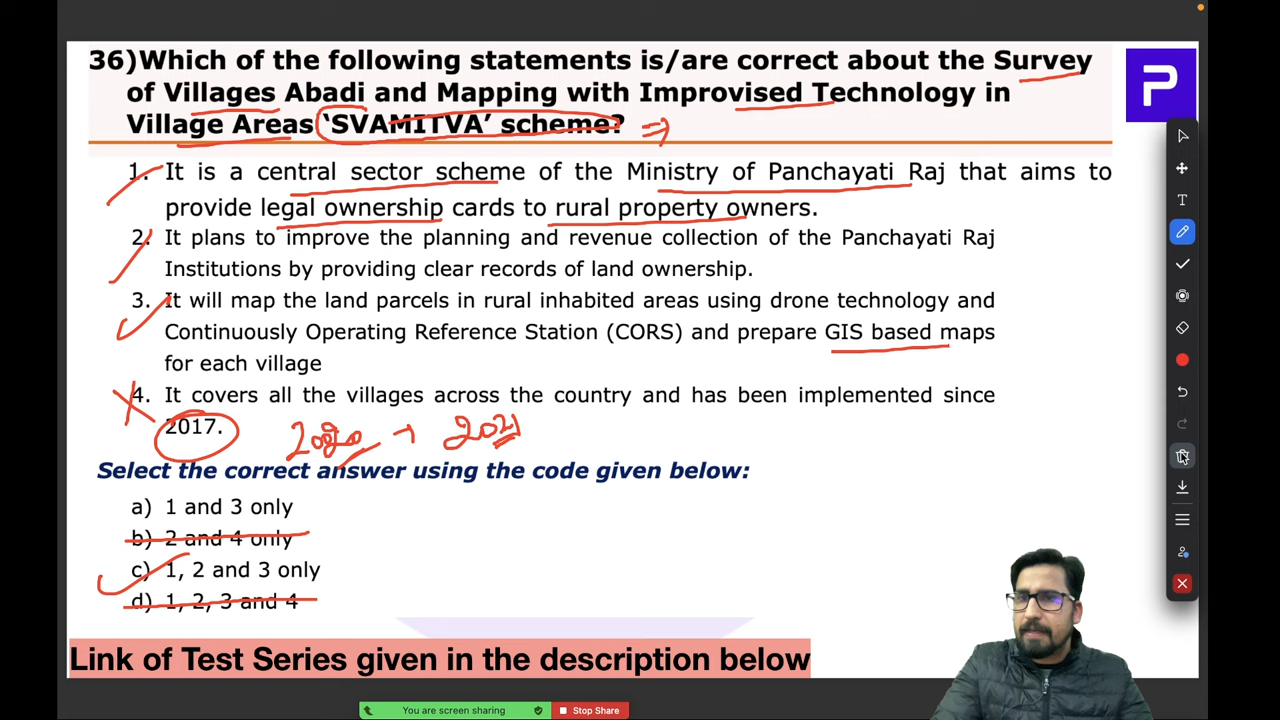 36)Which of the following statements is/are correct about the Survey
of Villages Abadi and Mapping with Improvised Technology in
Village Areas ‘SVAMITVA’ scheme?
P
T
1. It is a central sector scheme of the Ministry of Panchayati Raj that aims to
provide legal ownership cards to rural property owners.
2. It plans to improve the planning and revenue collection of the Panchayati Raj
Institutions by providing clear records of land ownership.
3. It will map the land parcels in rural inhabited areas using drone technology and
Continuously Operating Reference Station (CORS) and prepare GIS based maps
for each village
4. It covers all the villages across the country and has been implemented since
2017.
2021
Select the correct answer using the code given below:
a) 1 and 3 only
b) 2 and 4 only
c) 1, 2 and 3 only
d) 1, 2, 3 and 4
Link of Test Series given in the description below
You are screen sharing
Stop Share